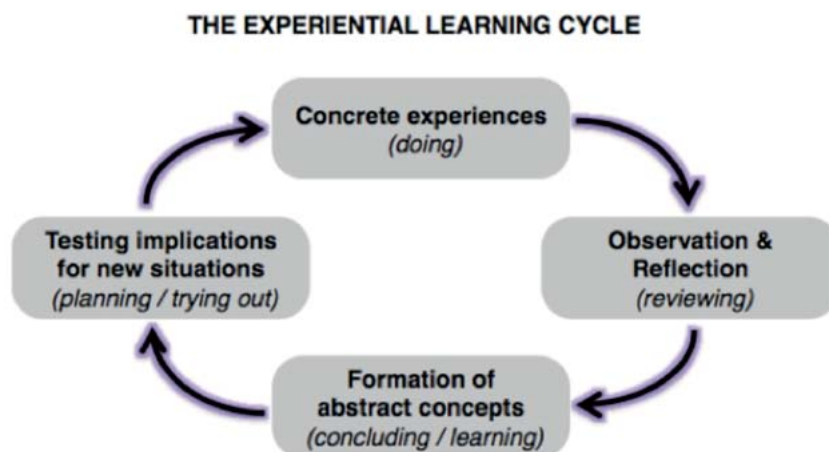 THE EXPERIENTIAL LEARNING CYCLE
Concrete experiences
(doing)
Observation &
Reflection
(reviewing)
Formation of
abstract concepts
(concluding / learning)
Testing implications
for new situations
(planning / trying out)